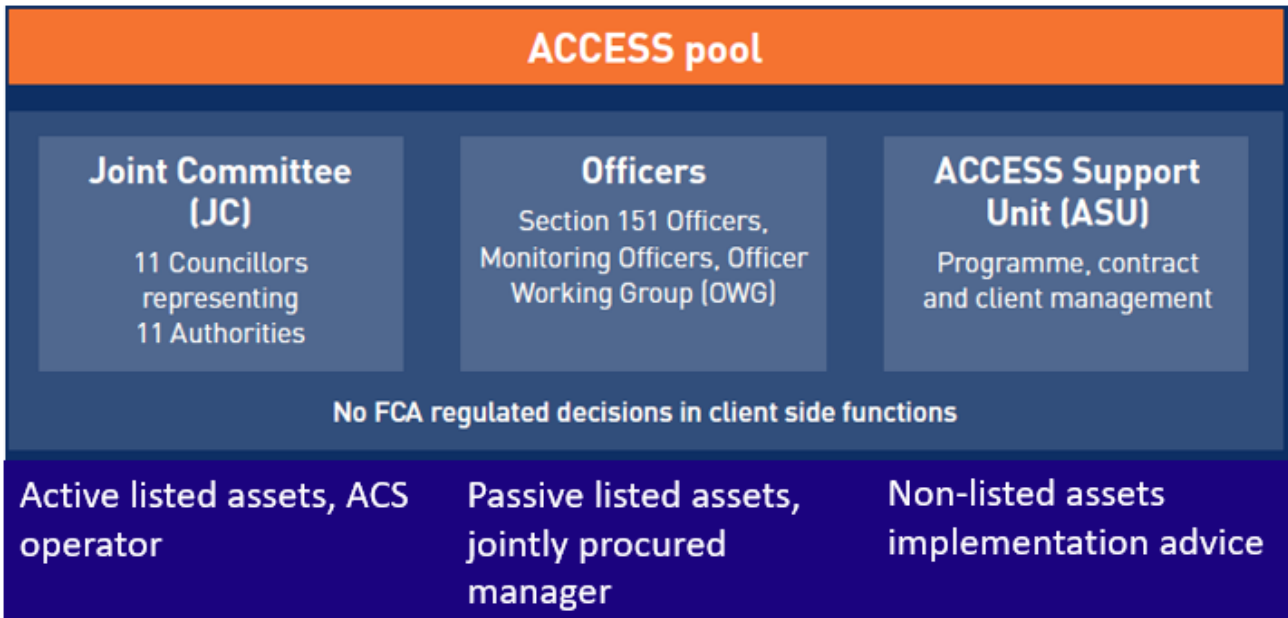 ACCESS pool
Joint Committee
(JC)
11 Councillors
representing
11 Authorities
Officers
Section 151 Officers,
Monitoring Officers, Officer
Working Group (OWG)
ACCESS Support
Unit (ASU)
Programme, contract
and client management
No FCA regulated decisions in client side functions
Active listed assets, ACS
operator
Passive listed assets,
jointly procured
manager
Non-listed assets
implementation advice